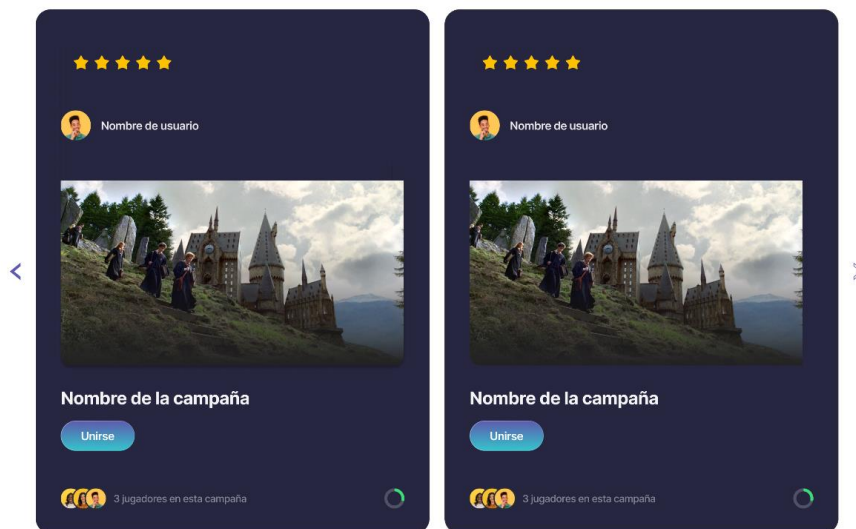 Nombre de usuario
Nombre de la campaña
Unirse
3 jugadores en esta campaña
Nombre de usuario
Nombre de la campaña
Unirse
3 jugadores en esta campaña